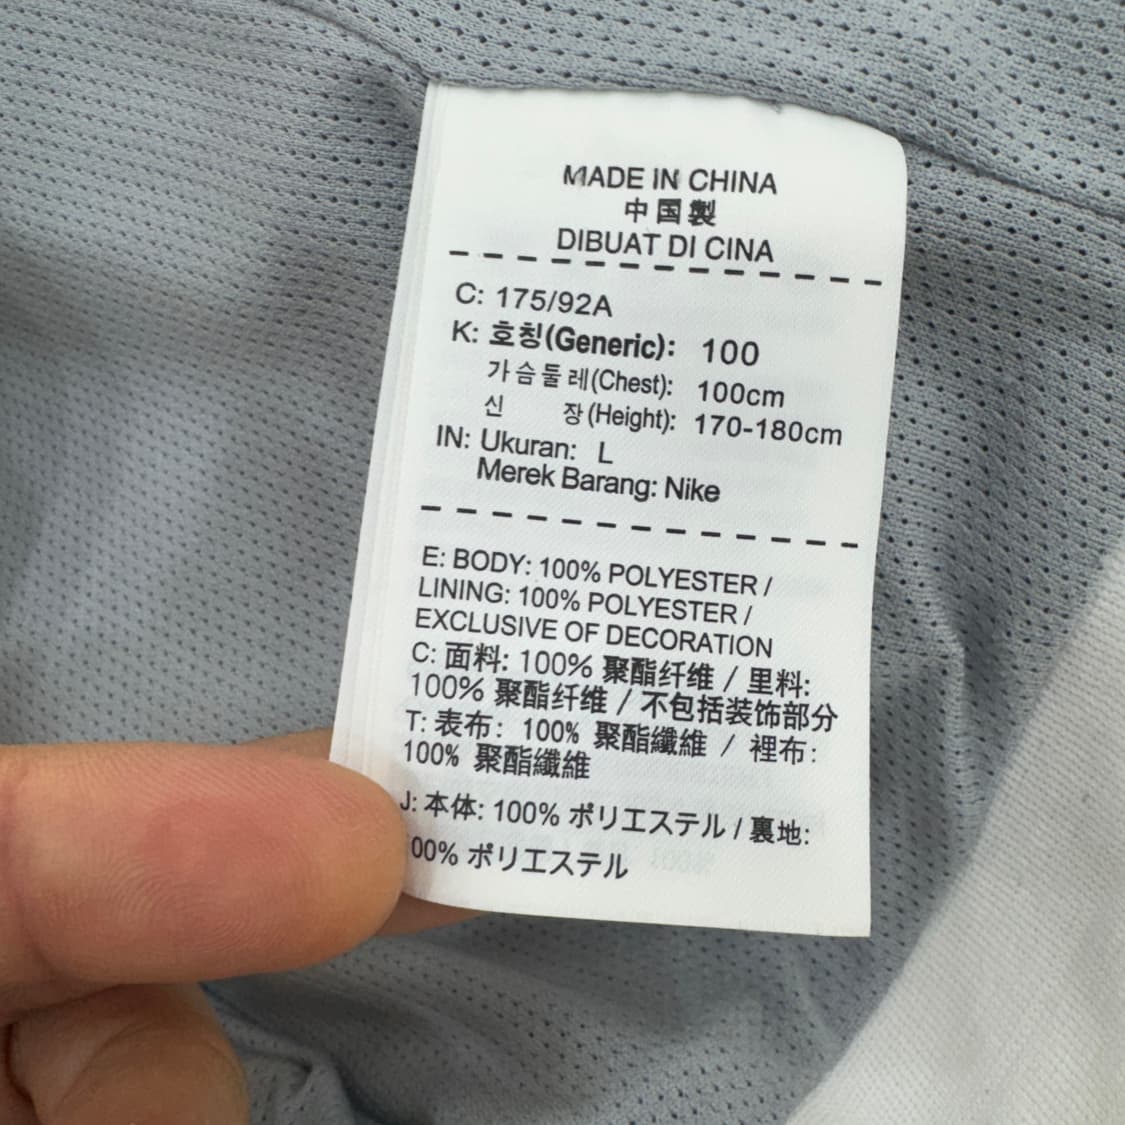 MADE IN CHINA
中国製
DIBUAT DI CINA
C: 175/92A
K: 호칭(Generic): 100
가슴둘레(Chest): 100cm
신 장(Height): 170-180cm
IN: Ukuran: L
Merek Barang: Nike
E: BODY: 100% POLYESTER /
LINING: 100% POLYESTER /
EXCLUSIVE OF DECORATION
C: 面料: 100% 聚酯纤维 / 里料:
100% 聚酯纤维 / 不包括装饰部分
T: 表布: 100% 聚酯纖維 / 裡布:
100% 聚酯纖維
J: 本体: 100% ポリエステル / 裏地:
00% ポリエステル